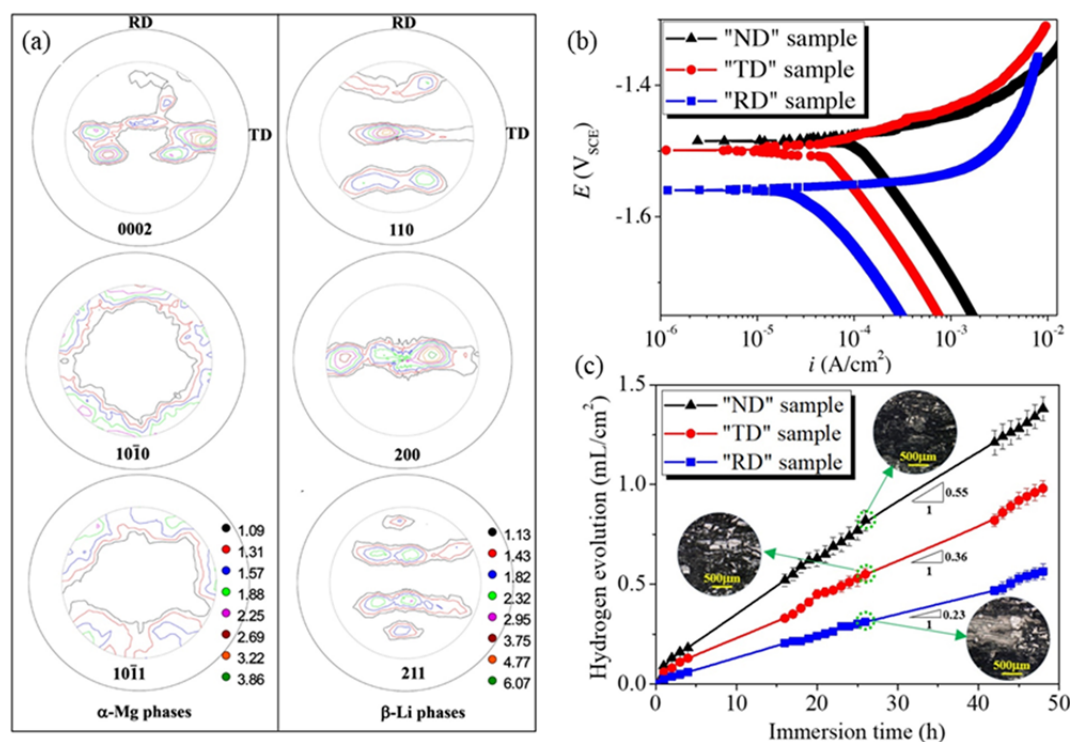 (a)
RD
RD
TD
TD
0002
110
101̄0
200
1.09
1.31
1.57
1.88
2.25
2.69
3.22
3.86
1.13
1.43
1.82
2.32
2.95
3.75
4.77
6.07
101̄1
211
α-Mg phases
β-Li phases
(b)
"ND" sample
"TD" sample
"RD" sample
-1.4
-1.6
E (VSCE)
10-6
10-5
10-4
10-3
10-2
i (A/cm2)
(c)
"ND" sample
"TD" sample
"RD" sample
1.5
1.0
0.5
0.0
Hydrogen evolution (mL/cm2)
500μm
500μm
500μm
0.55
1
0.36
1
0.23
1
0
10
20
30
40
50
Immersion time (h)